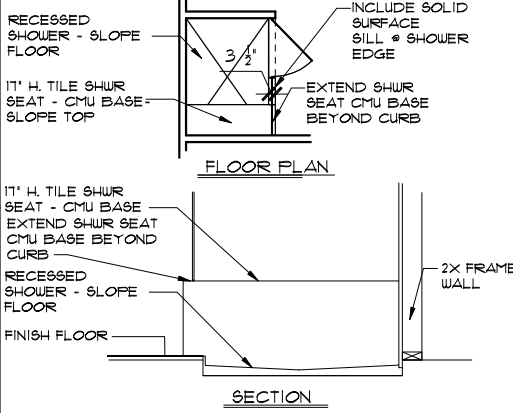 RECESSED
SHOWER - SLOPE
FLOOR
INCLUDE SOLID
SURFACE
SILL @ SHOWER
EDGE
3 1/2"
17" H. TILE SHWR
SEAT - CMU BASE-
SLOPE TOP
EXTEND SHWR
SEAT CMU BASE
BEYOND CURB
FLOOR PLAN
17" H. TILE SHWR
SEAT - CMU BASE
EXTEND SHWR SEAT
CMU BASE BEYOND
CURB
RECESSED
SHOWER - SLOPE
FLOOR
2X FRAME
WALL
FINISH FLOOR
SECTION